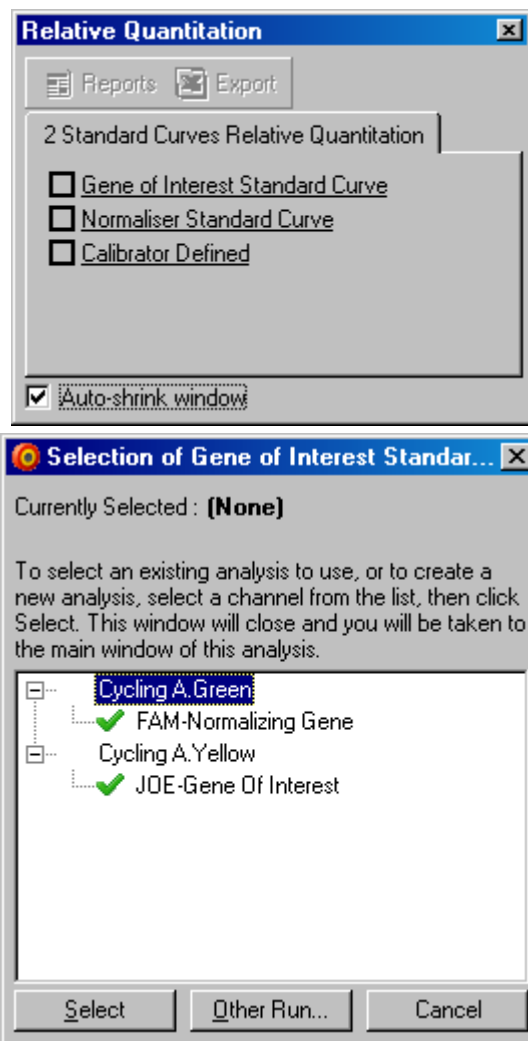 Relative Quantitation
Reports Export
2 Standard Curves Relative Quantitation
Gene of Interest Standard Curve
Normaliser Standard Curve
Calibrator Defined
Auto-shrink window
Selection of Gene of Interest Standar...
Currently Selected : (None)
To select an existing analysis to use, or to create a
new analysis, select a channel from the list, then click
Select. This window will close and you will be taken to
the main window of this analysis.
Cycling A.Green
FAM-Normalizing Gene
Cycling A.Yellow
JOE-Gene Of Interest
Select Other Run... Cancel